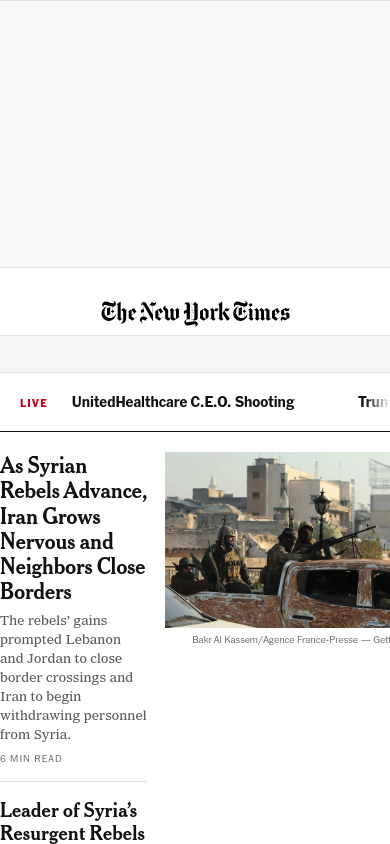 The New York Times
LIVE UnitedHealthcare C.E.O. Shooting Trum
As Syrian
Rebels Advance,
Iran Grows
Nervous and
Neighbors Close
Borders
The rebels’ gains
prompted Lebanon
and Jordan to close
border crossings and
Iran to begin
withdrawing personnel
from Syria.
6 MIN READ
Bakr Al Kassem/Agence France-Presse — Gett
Leader of Syria’s
Resurgent Rebels